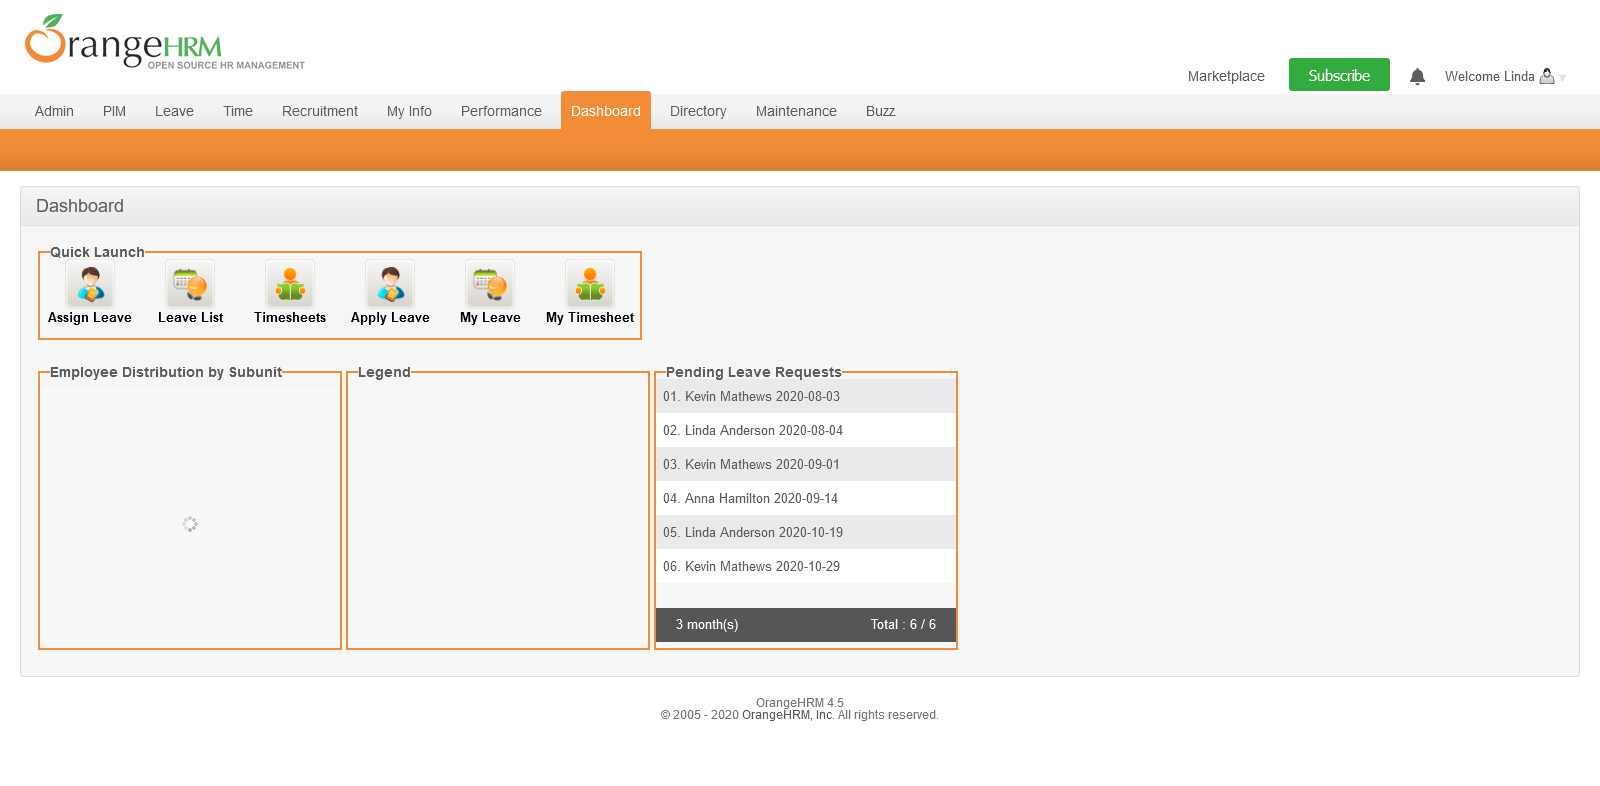 OrangeHRM
OPEN SOURCE HR MANAGEMENT
Marketplace
Subscribe
Welcome Linda
Admin PIM Leave Time Recruitment My Info Performance Dashboard Directory Maintenance Buzz
Dashboard
Quick Launch
Assign Leave Leave List Timesheets Apply Leave My Leave My Timesheet
Employee Distribution by Subunit
Legend
Pending Leave Requests
01. Kevin Mathews 2020-08-03
02. Linda Anderson 2020-08-04
03. Kevin Mathews 2020-09-01
04. Anna Hamilton 2020-09-14
05. Linda Anderson 2020-10-19
06. Kevin Mathews 2020-10-29
3 month(s) Total : 6 / 6
OrangeHRM 4.5
© 2005 - 2020 OrangeHRM, Inc. All rights reserved.